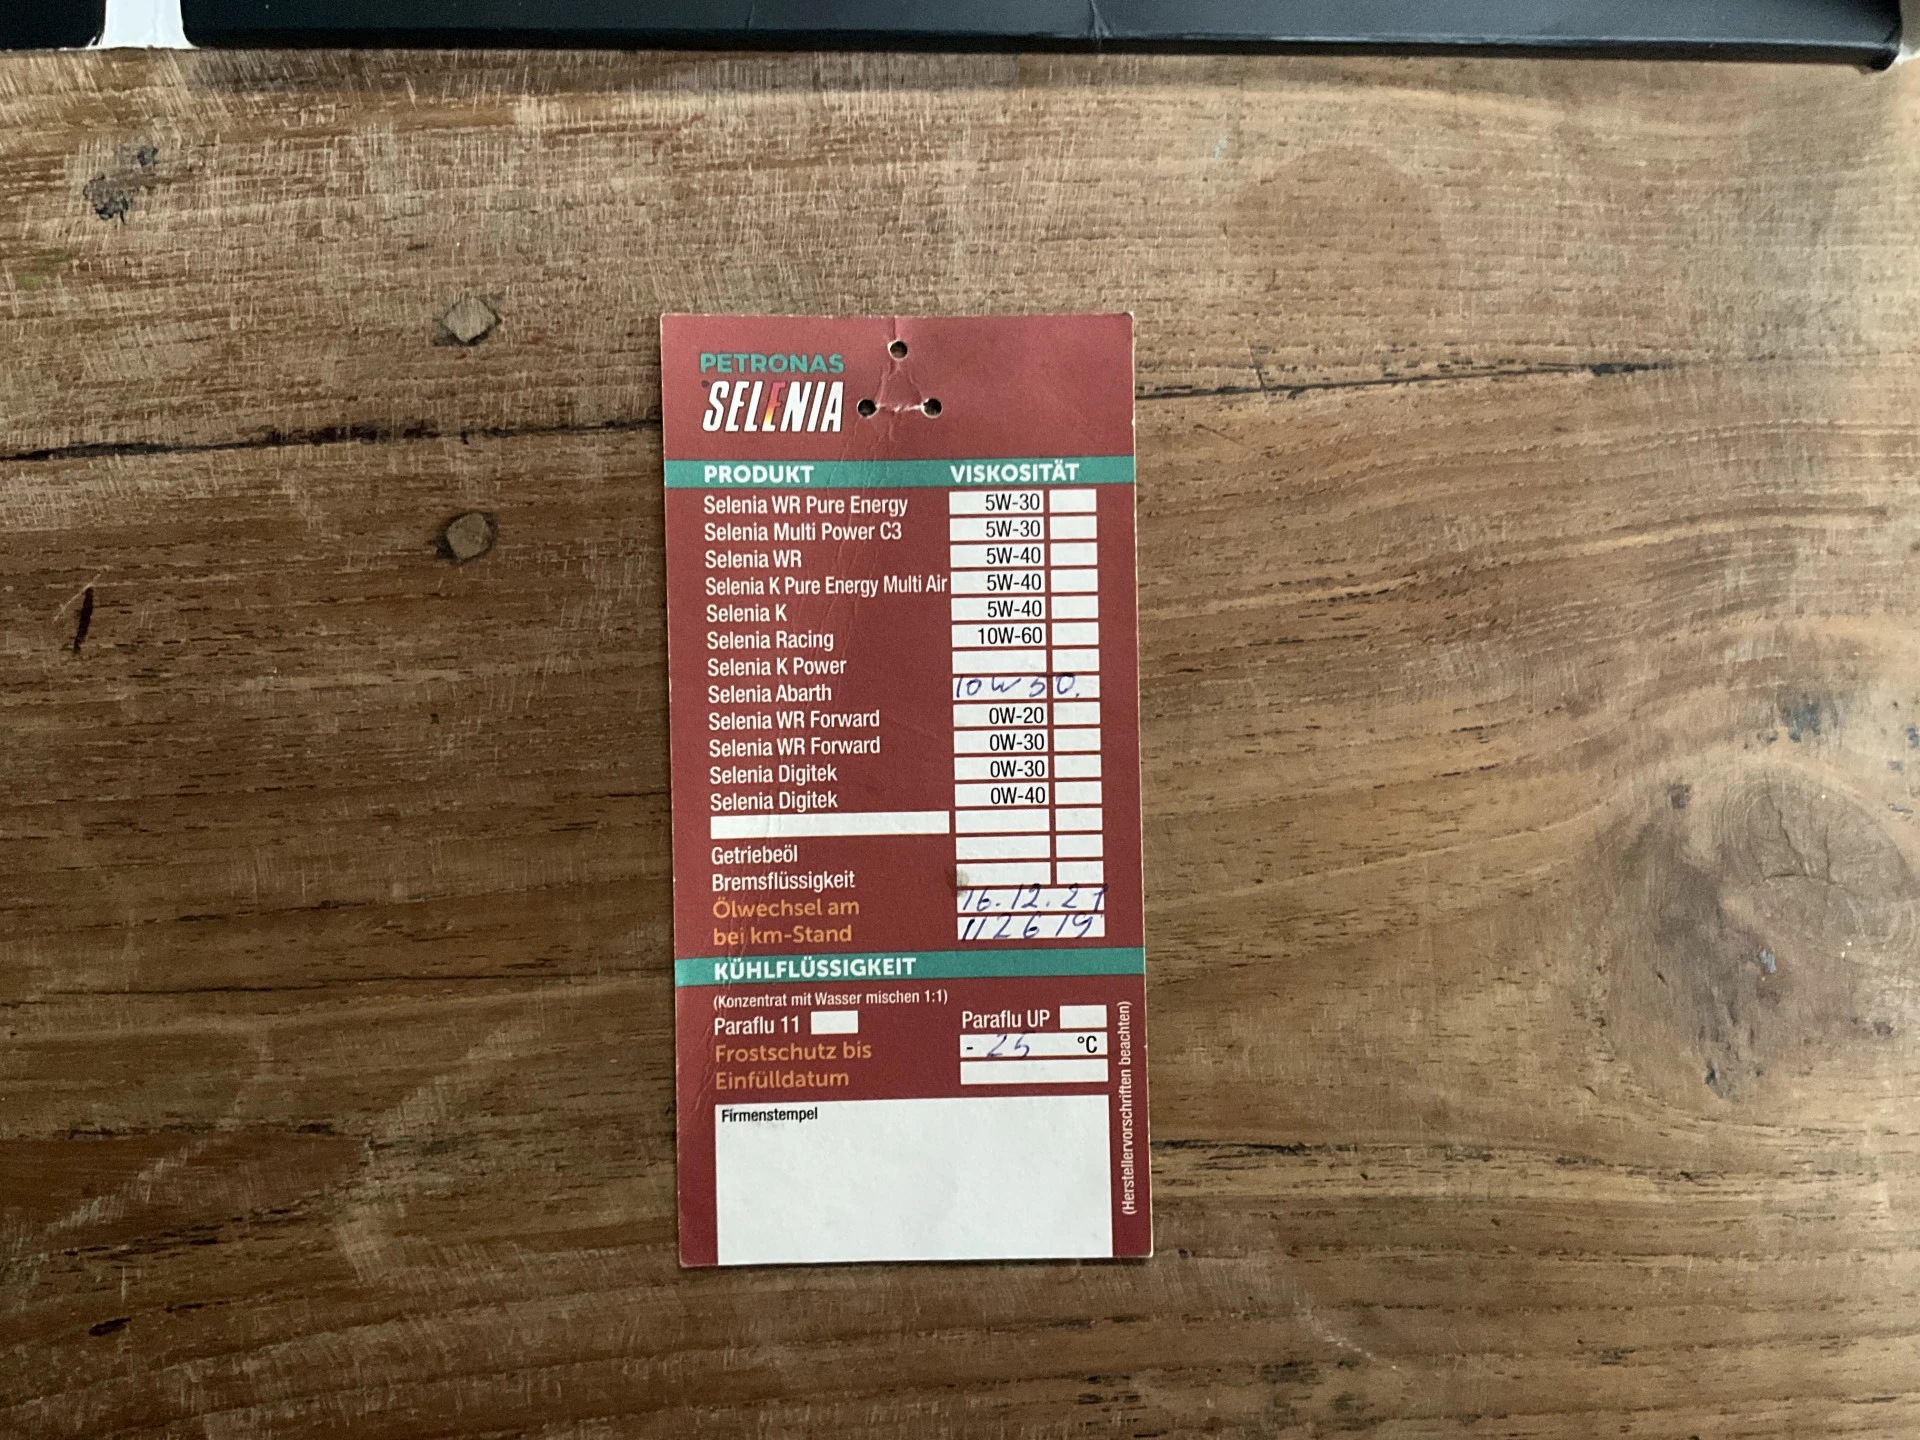 PETRONAS
SELENIA
PRODUKT VISKOSITÄT
Selenia WR Pure Energy 5W-30
Selenia Multi Power C3 5W-30
Selenia WR 5W-40
Selenia K Pure Energy Multi Air 5W-40
Selenia K 5W-40
Selenia Racing 10W-60
Selenia K Power
Selenia Abarth 10W50.
Selenia WR Forward 0W-20
Selenia WR Forward 0W-30
Selenia Digitek 0W-30
Selenia Digitek 0W-40
Getriebeöl
Bremsflüssigkeit
Ölwechsel am 16.12.21
bei km-Stand 112619
KÜHLFLÜSSIGKEIT
(Konzentrat mit Wasser mischen 1:1)
Paraflu 11 Paraflu UP
Frostschutz bis - 25 °C
Einfülldatum
Firmenstempel
(Herstellervorschriften beachten)